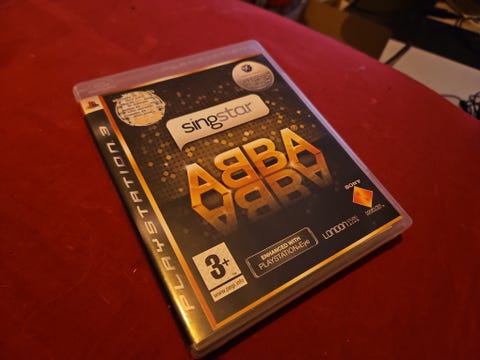 PLAYSTATION 3
singstar
ABBA
3+
www.pegi.info
ENHANCED WITH
PLAYSTATION®Eye
LONDON
SONY